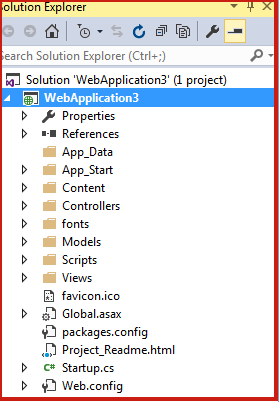 Solution Explorer
Search Solution Explorer (Ctrl+;)
Solution 'WebApplication3' (1 project)
WebApplication3
Properties
References
App_Data
App_Start
Content
Controllers
fonts
Models
Scripts
Views
favicon.ico
Global.asax
packages.config
Project_Readme.html
C# Startup.cs
Web.config